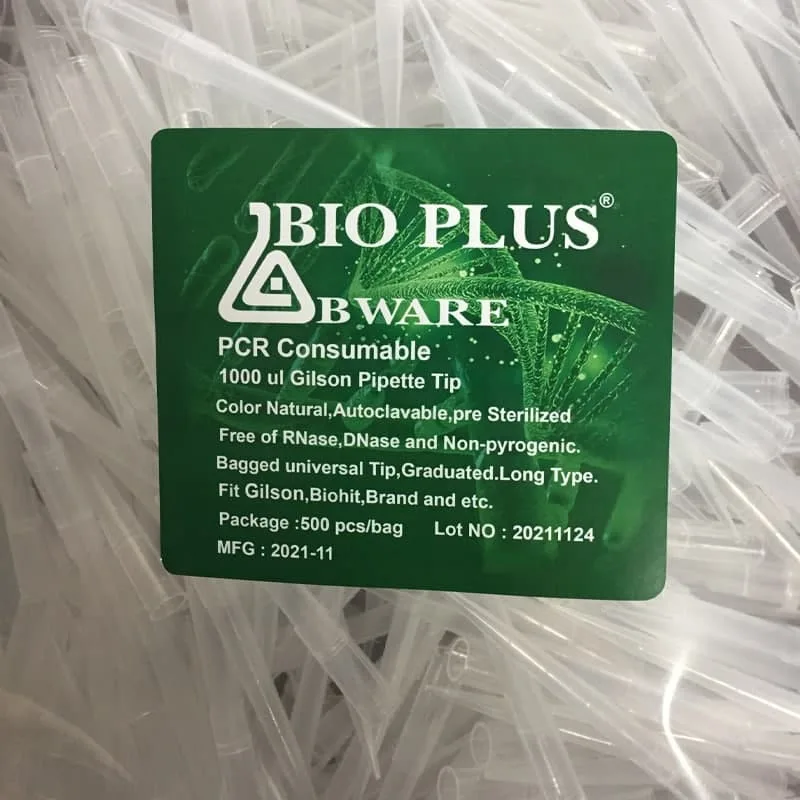 BIO PLUS®
LABWARE
PCR Consumable
1000 ul Gilson Pipette Tip
Color Natural,Autoclavable,pre Sterilized
Free of RNase,DNase and Non-pyrogenic.
Bagged universal Tip,Graduated.Long Type.
Fit Gilson,Biohit,Brand and etc.
Package :500 pcs/bag Lot NO : 20211124
MFG : 2021-11